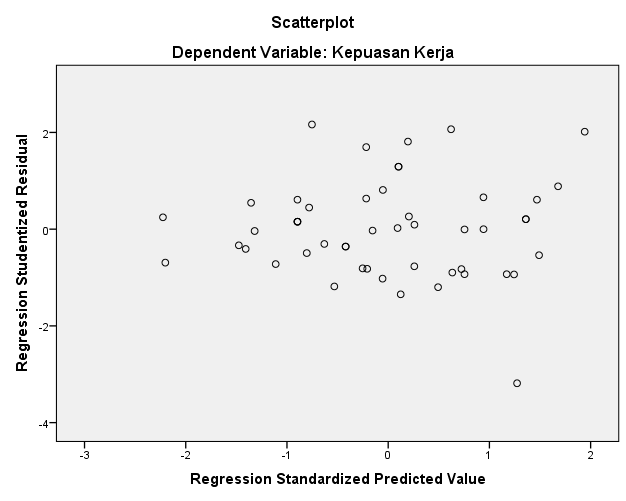 Scatterplot
Dependent Variable: Kepuasan Kerja
Regression Studentized Residual
2
0
-2
-4
-3
-2
-1
0
1
2
Regression Standardized Predicted Value